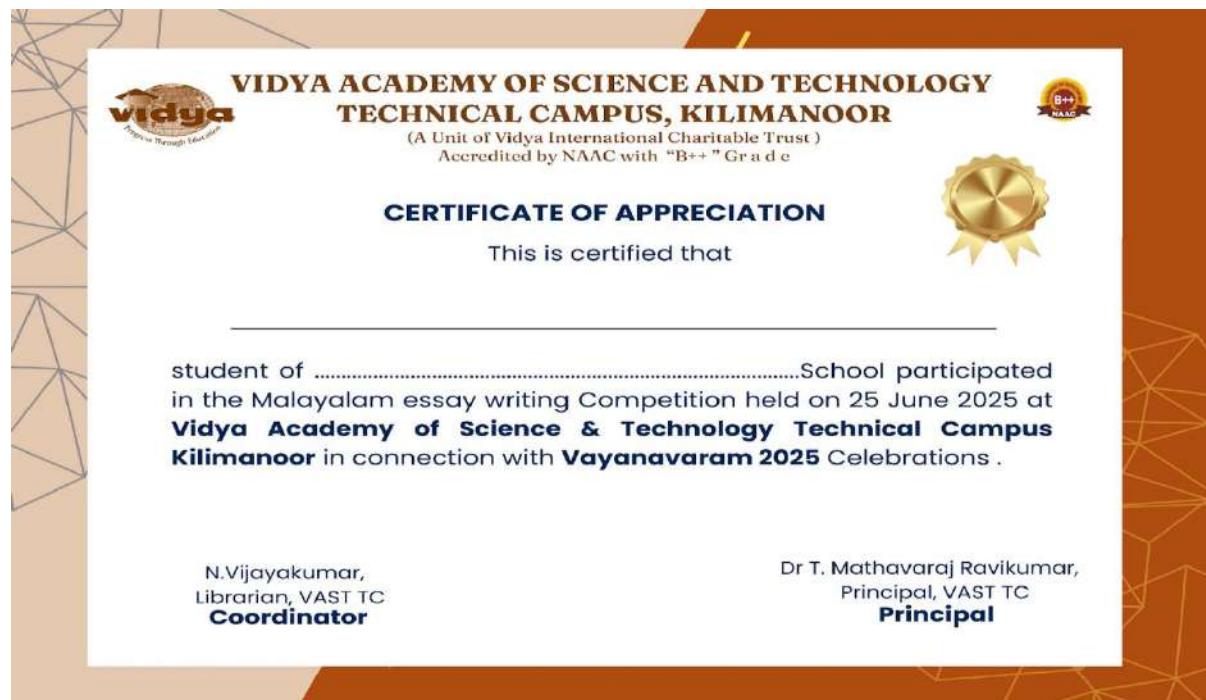 vidya
Progress Through Education
VIDYA ACADEMY OF SCIENCE AND TECHNOLOGY
TECHNICAL CAMPUS, KILIMANOOR
(A Unit of Vidya International Charitable Trust )
Accredited by NAAC with “B++ ” Gr a d e
B++
NAAC
CERTIFICATE OF APPRECIATION
This is certified that
student of ............................................................................................School participated
in the Malayalam essay writing Competition held on 25 June 2025 at
Vidya Academy of Science & Technology Technical Campus
Kilimanoor in connection with Vayanavaram 2025 Celebrations .
N.Vijayakumar,
Librarian, VAST TC
Coordinator
Dr T. Mathavaraj Ravikumar,
Principal, VAST TC
Principal